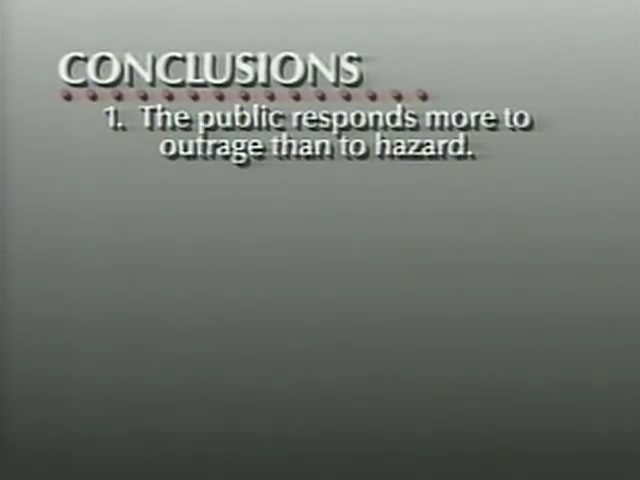 CONCLUSIONS
1. The public responds more to
outrage than to hazard.